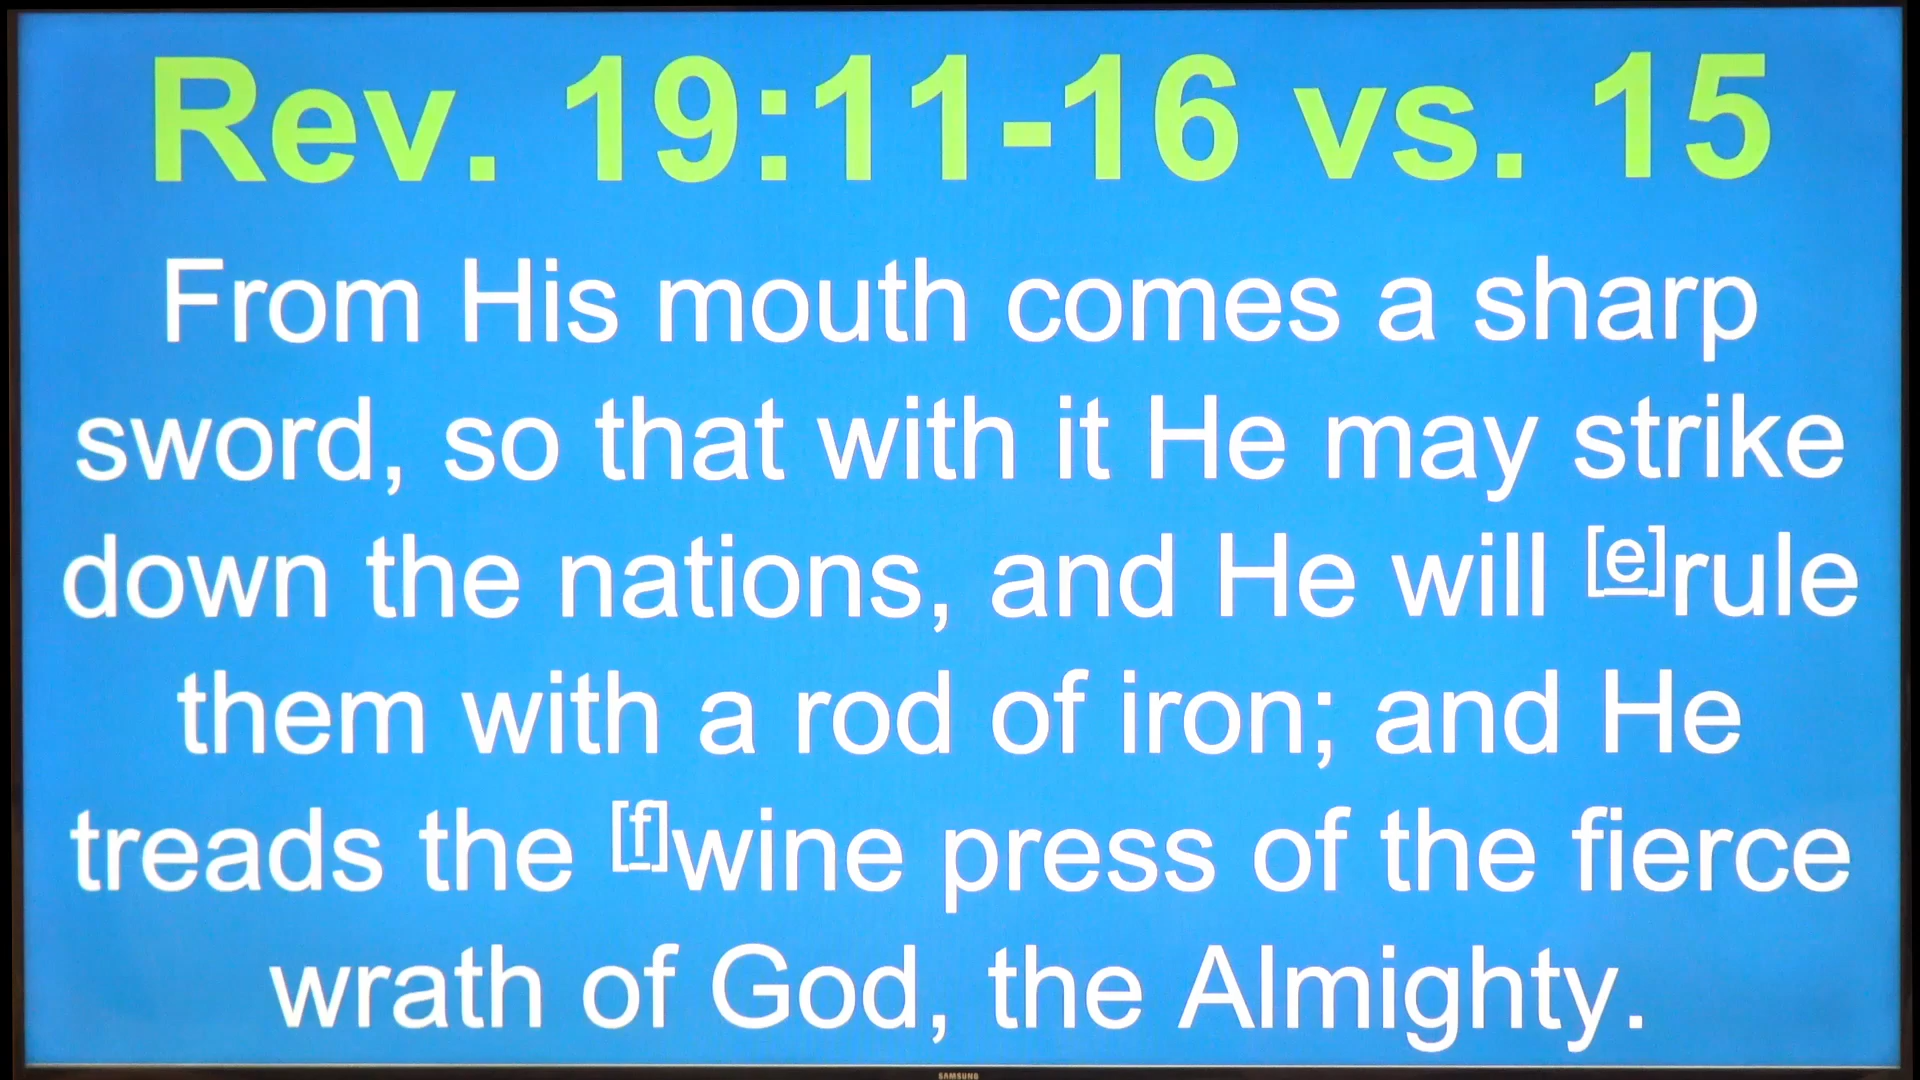 Rev. 19:11-16 vs. 15
From His mouth comes a sharp
sword, so that with it He may strike
down the nations, and He will [e]rule
them with a rod of iron; and He
treads the [f]wine press of the fierce
wrath of God, the Almighty.
SAMSUNG